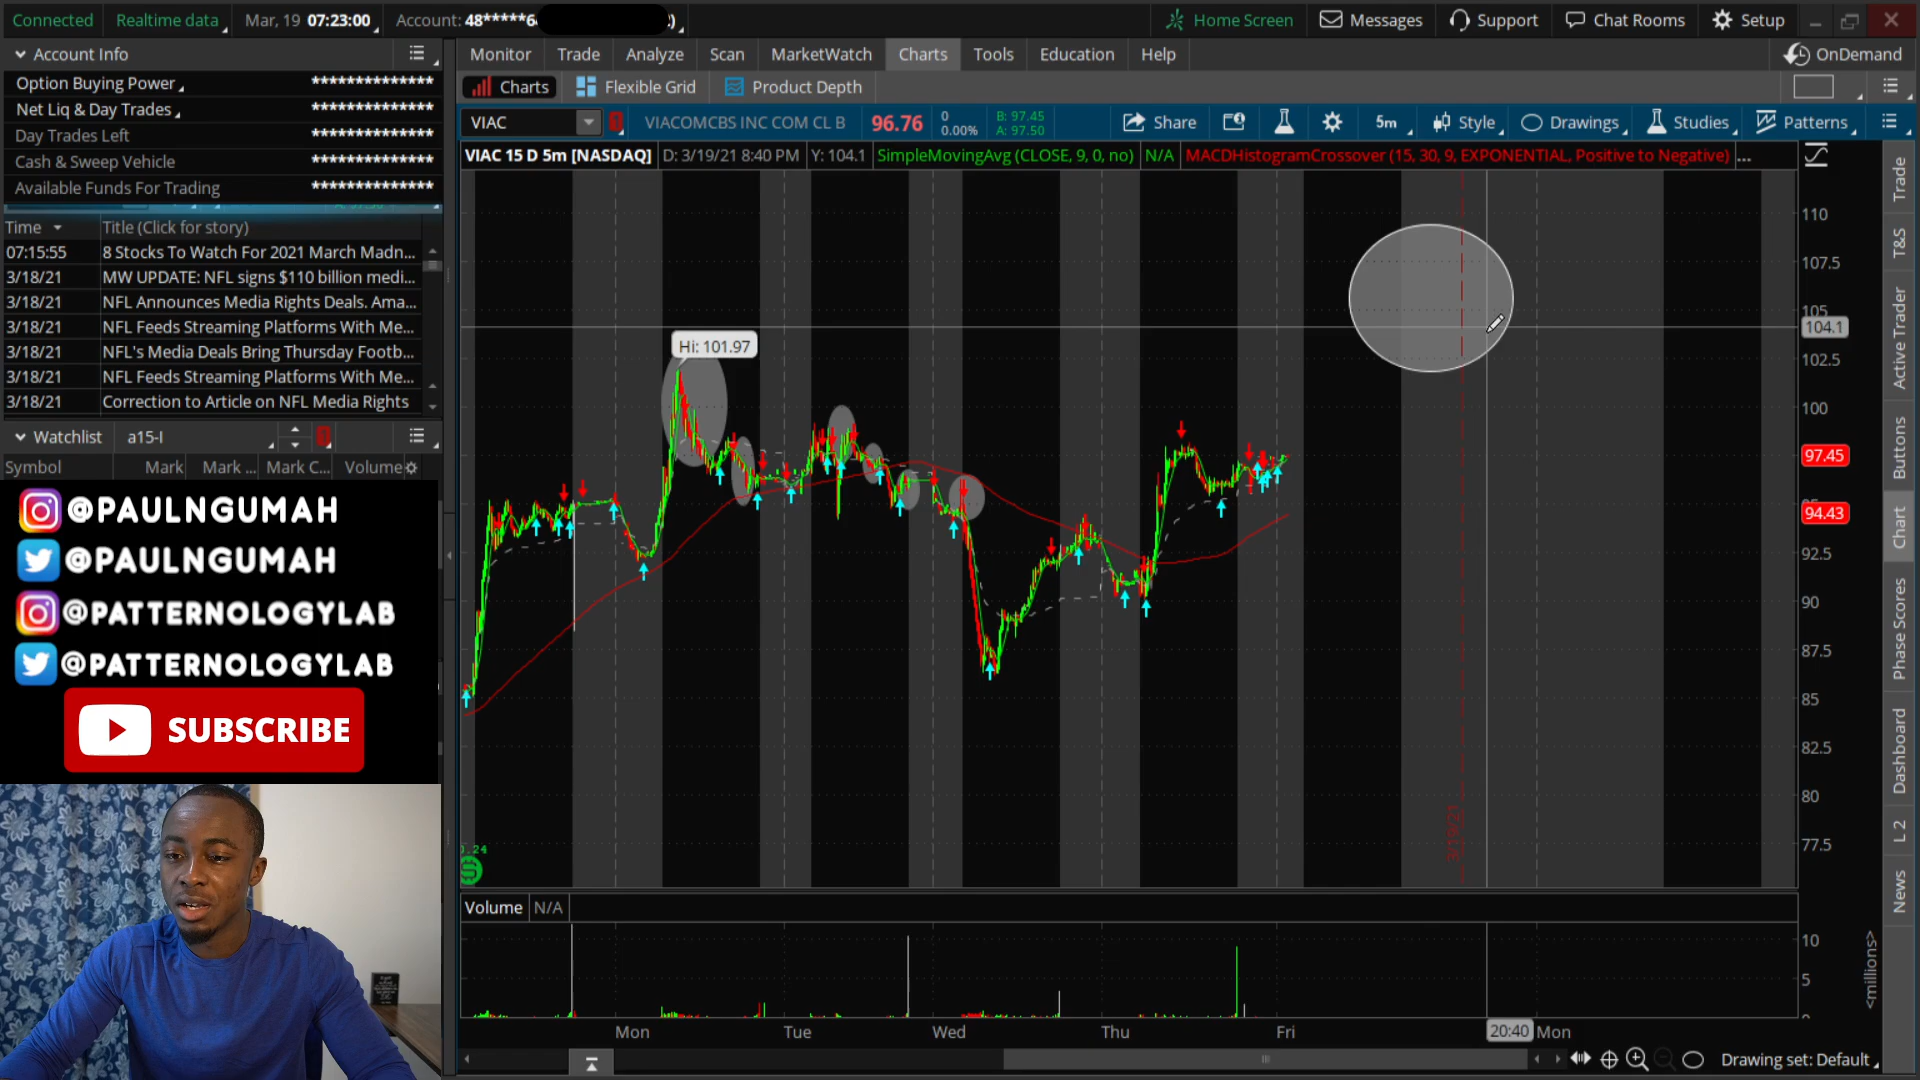 Connected Realtime data Mar, 19 07:23:00 Account: 48*****6 Home Screen Messages Support Chat Rooms Setup
Account Info
Option Buying Power **************
Net Liq & Day Trades **************
Day Trades Left **************
Cash & Sweep Vehicle **************
Available Funds For Trading **************
Time Title (Click for story)
07:15:55 8 Stocks To Watch For 2021 March Madn...
3/18/21 MW UPDATE: NFL signs $110 billion medi...
3/18/21 NFL Announces Media Rights Deals. Ama...
3/18/21 NFL Feeds Streaming Platforms With Me...
3/18/21 NFL's Media Deals Bring Thursday Footb...
3/18/21 NFL Feeds Streaming Platforms With Me...
3/18/21 Correction to Article on NFL Media Rights
Watchlist a15-I
Symbol Mark Mark ... Mark C... Volume
@PAULNGUMAH
@PAULNGUMAH
@PATTERNOLOGYLAB
@PATTERNOLOGYLAB
SUBSCRIBE
Monitor Trade Analyze Scan MarketWatch Charts Tools Education Help OnDemand
Charts Flexible Grid Product Depth
VIAC VIACOMCBS INC COM CL B 96.76 0 0.00% B: 97.45 A: 97.50 Share 5m Style Drawings Studies Patterns
VIAC 15 D 5m [NASDAQ] D: 3/19/21 8:40 PM Y: 104.1 SimpleMovingAvg (CLOSE, 9, 0, no) N/A MACDHistogramCrossover (15, 30, 9, EXPONENTIAL, Positive to Negative) ...
Hi: 101.97
110
107.5
105
104.1
102.5
100
97.45
95
94.43
92.5
90
87.5
85
82.5
80
77.5
3/19/21
0.24
Volume N/A
10
5
<millions>
Mon Tue Wed Thu Fri 20:40 Mon
Drawing set: Default
Trade
T&S
Active Trader
Buttons
Chart
Phase Scores
Dashboard
L 2
News